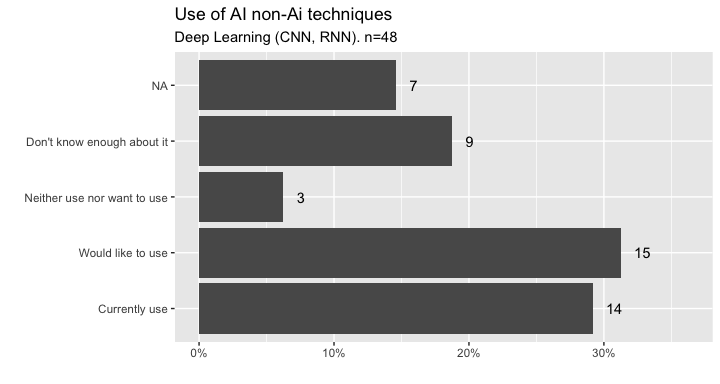 Use of AI non-Ai techniques
Deep Learning (CNN, RNN). n=48
NA
7
Don't know enough about it
9
Neither use nor want to use
3
Would like to use
15
Currently use
14
0%
10%
20%
30%